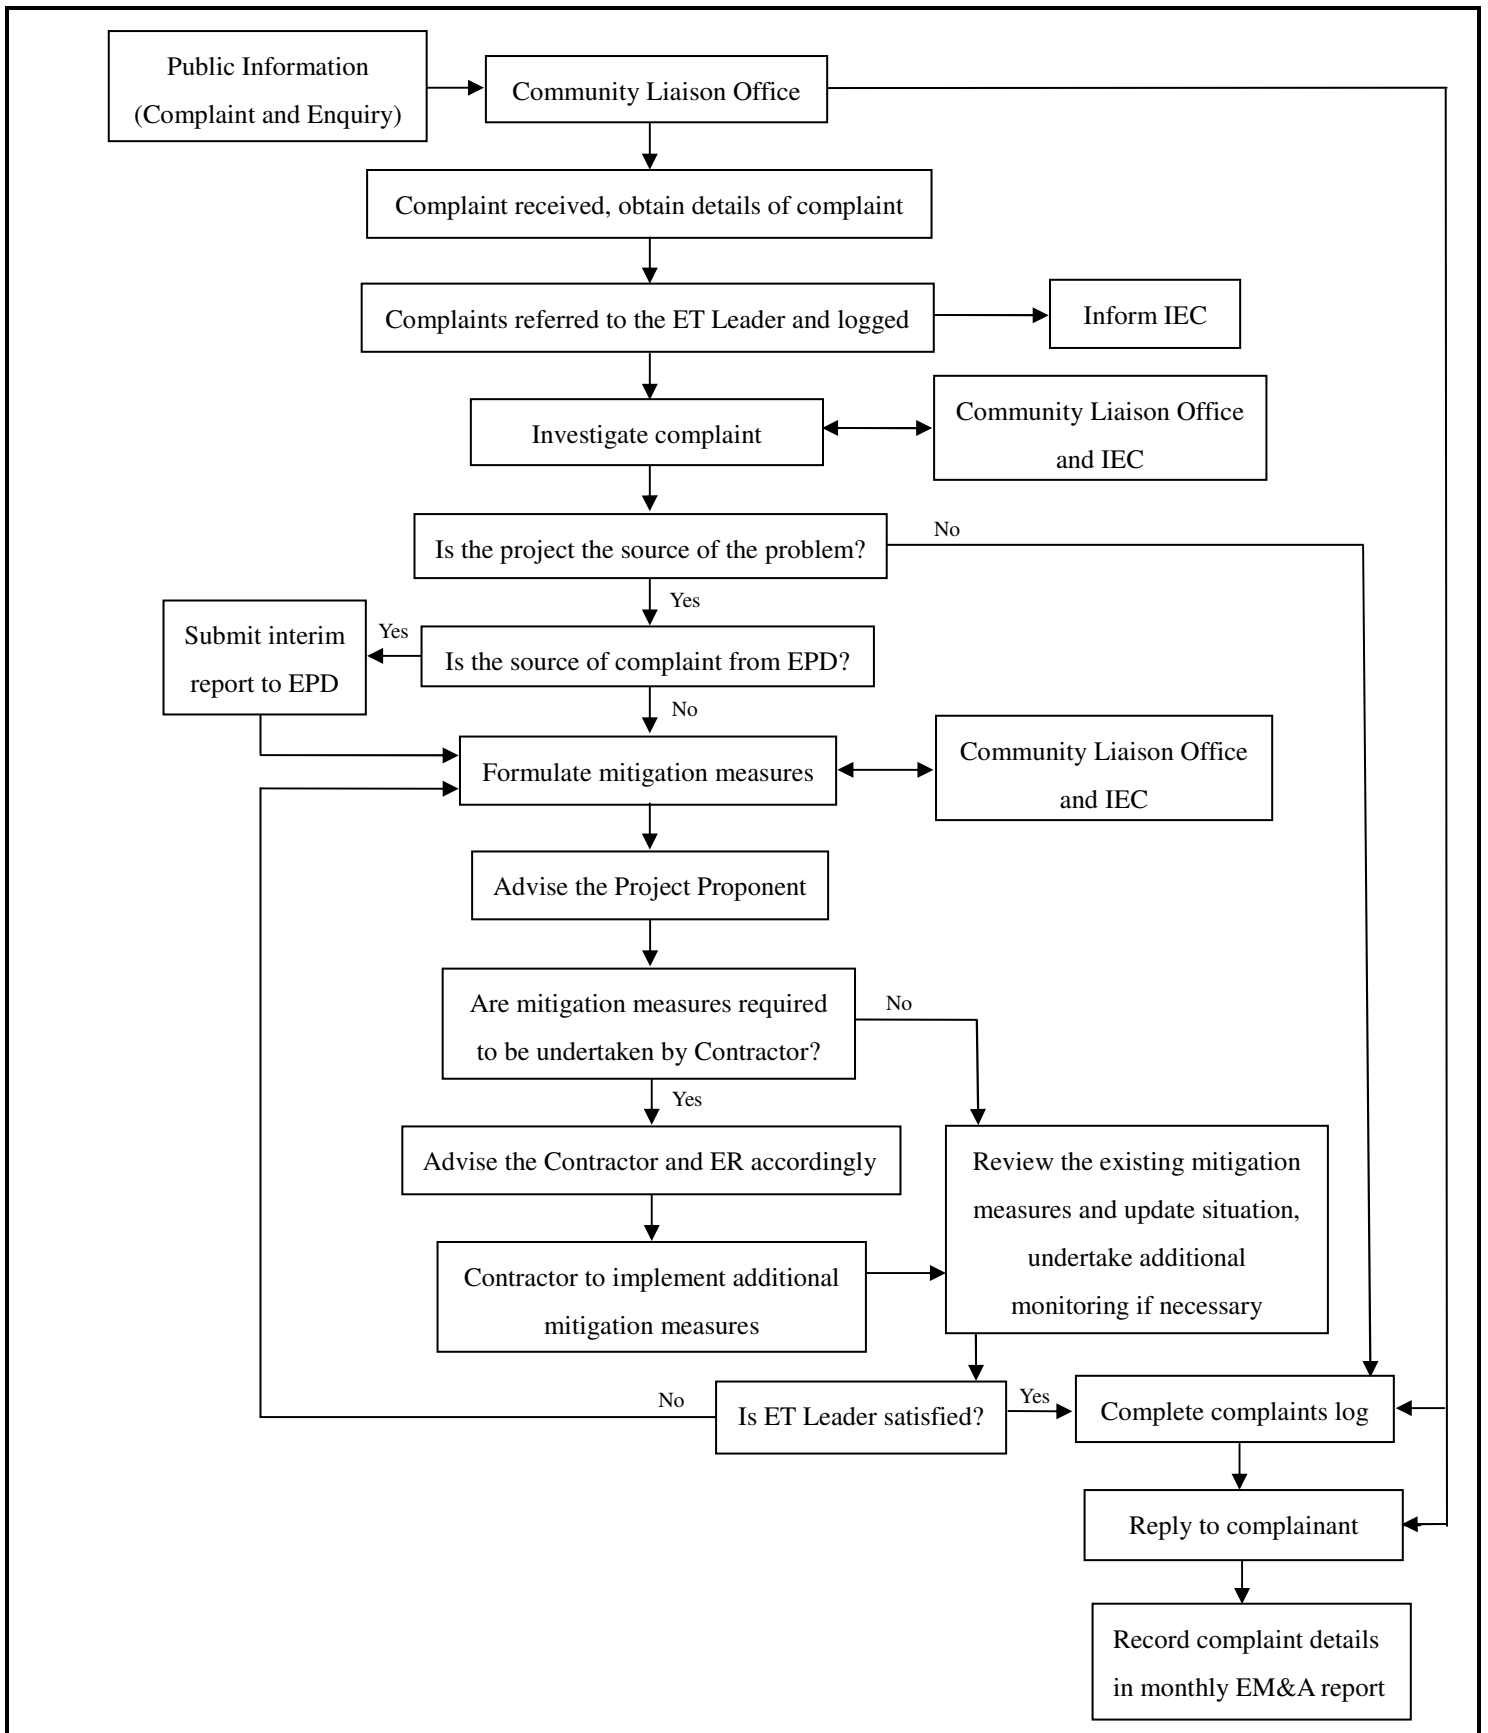 Public Information
(Complaint and Enquiry)
Community Liaison Office
Complaint received, obtain details of complaint
Complaints referred to the ET Leader and logged
Inform IEC
Investigate complaint
Community Liaison Office
and IEC
Is the project the source of the problem?
No
Yes
Submit interim
report to EPD
Yes
Is the source of complaint from EPD?
No
Formulate mitigation measures
Community Liaison Office
and IEC
Advise the Project Proponent
Are mitigation measures required
to be undertaken by Contractor?
No
Yes
Advise the Contractor and ER accordingly
Review the existing mitigation
measures and update situation,
undertake additional
monitoring if necessary
Contractor to implement additional
mitigation measures
No
Is ET Leader satisfied?
Yes
Complete complaints log
Reply to complainant
Record complaint details
in monthly EM&A report